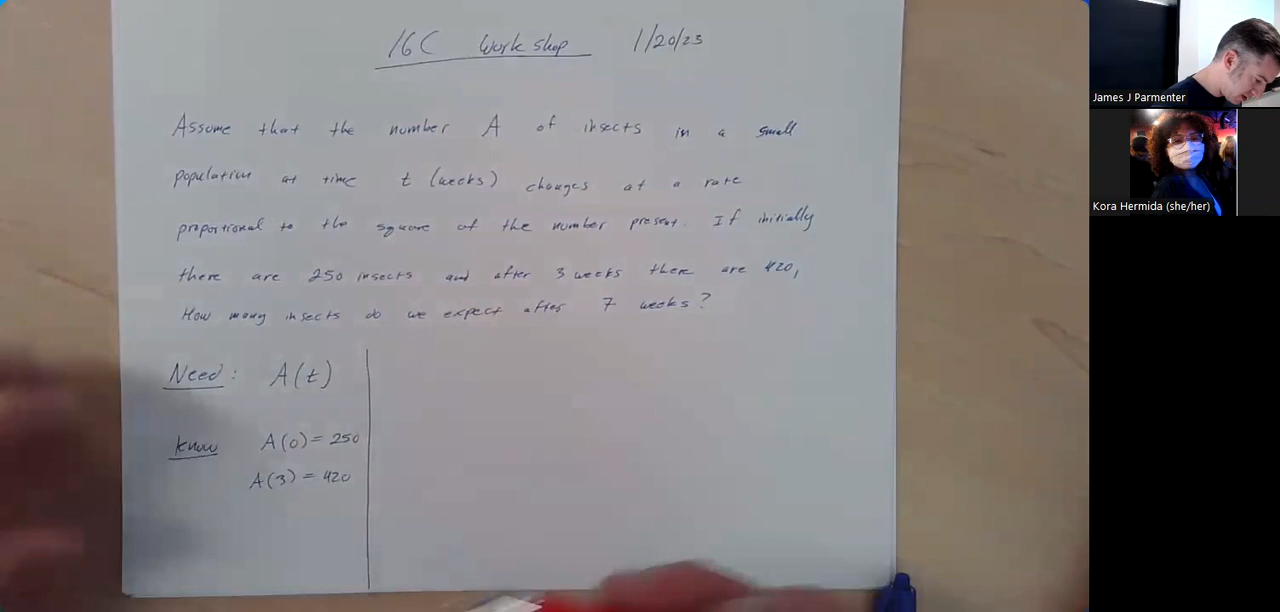 16C Workshop 1/20/23
Assume that the number A of insects in a small
population at time t (weeks) changes at a rate
proportional to the square of the number present. If initially
there are 250 insects and after 3 weeks there are 420,
How many insects do we expect after 7 weeks?
Need: A(t)
Know A(0) = 250
A(3) = 420
James J Parmenter
Kora Hermida (she/her)